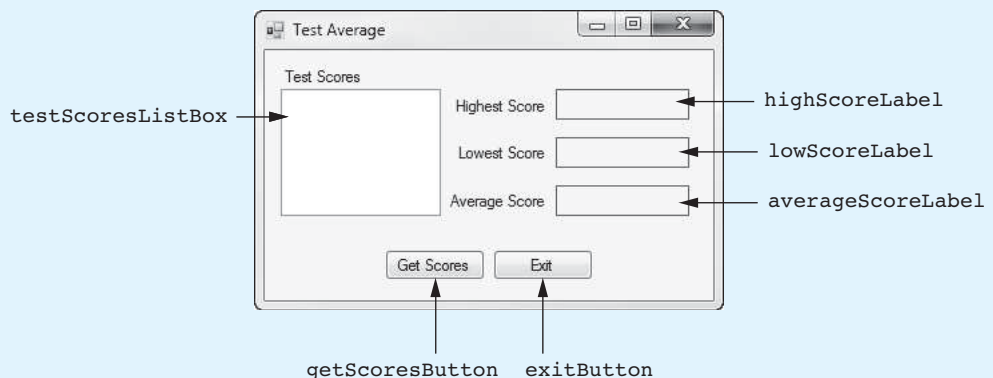 Test Average
Test Scores
testScoresListBox
Highest Score
highScoreLabel
Lowest Score
lowScoreLabel
Average Score
averageScoreLabel
Get Scores
Exit
getScoresButton
exitButton